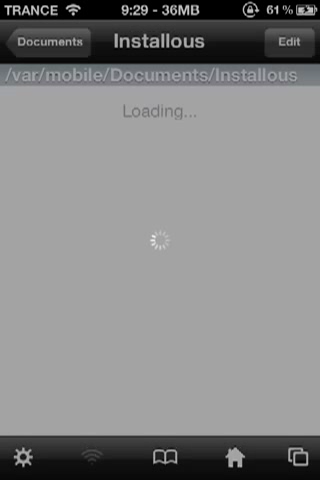 TRANCE 9:29 - 36MB 61%
Documents Installous Edit
/var/mobile/Documents/Installous
Loading...